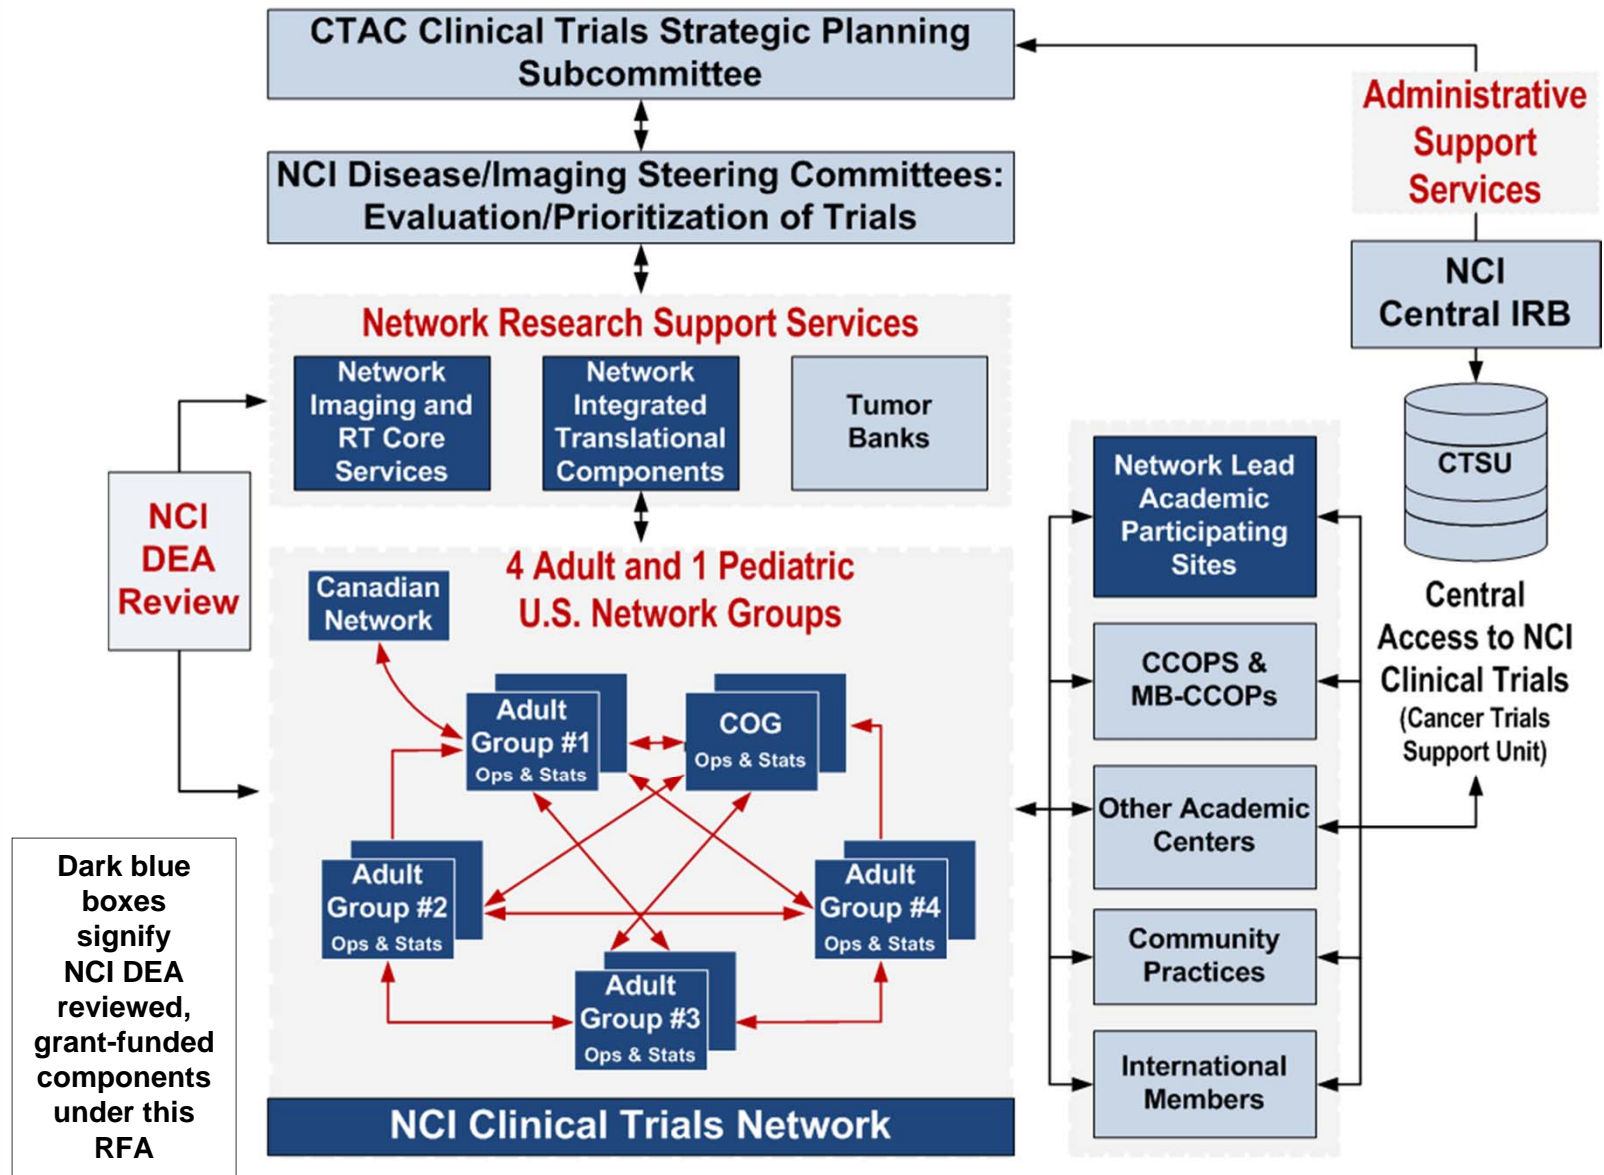 CTAC Clinical Trials Strategic Planning
Subcommittee
Administrative
Support
Services
NCI Disease/Imaging Steering Committees:
Evaluation/Prioritization of Trials
NCI
Central IRB
Network Research Support Services
Network
Imaging and
RT Core
Services
Network
Integrated
Translational
Components
Tumor
Banks
CTSU
Network Lead
Academic
Participating
Sites
NCI
DEA
Review
4 Adult and 1 Pediatric
U.S. Network Groups
Canadian
Network
Central
Access to NCI
Clinical Trials
(Cancer Trials
Support Unit)
CCOPS &
MB-CCOPs
Adult
Group #1
Ops & Stats
COG
Ops & Stats
Other Academic
Centers
Adult
Group #2
Ops & Stats
Adult
Group #4
Ops & Stats
Dark blue
boxes
signify
NCI DEA
reviewed,
grant-funded
components
under this
RFA
Community
Practices
Adult
Group #3
Ops & Stats
International
Members
NCI Clinical Trials Network